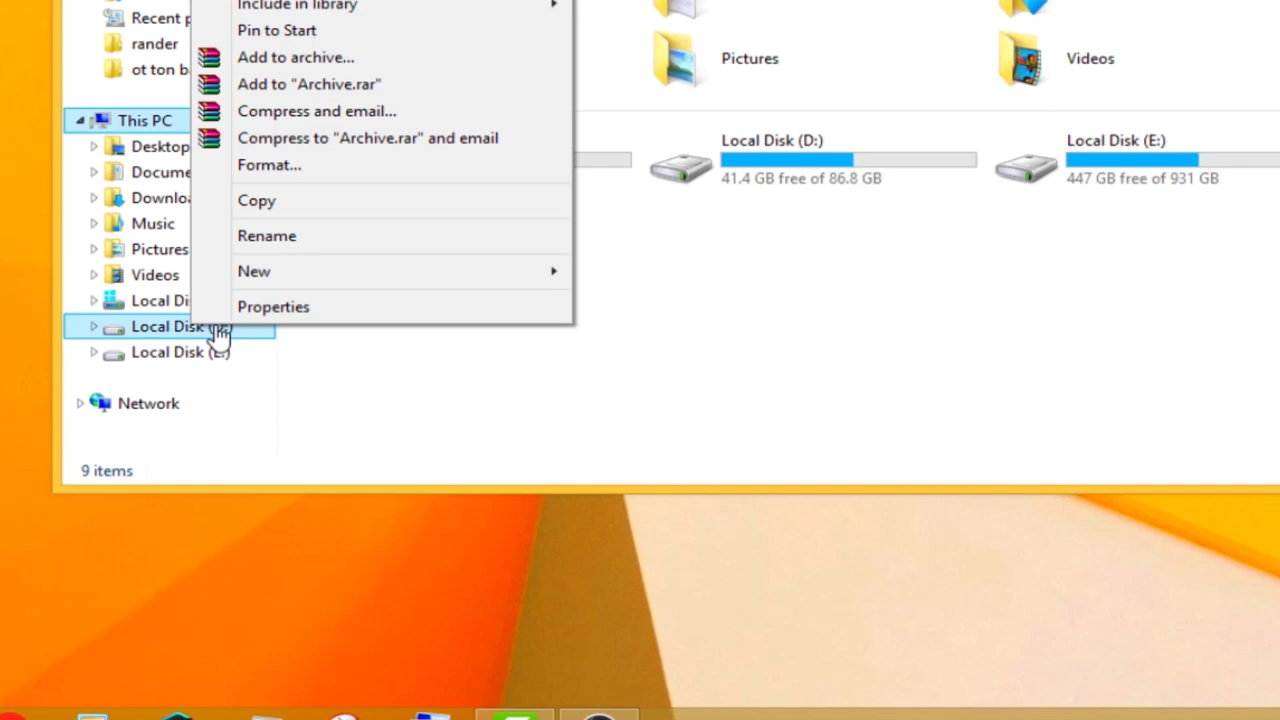 Include in library
Recent p
Pin to Start
rander
Add to archive...
Pictures
Videos
ot ton b
Add to "Archive.rar"
Compress and email...
This PC
Compress to "Archive.rar" and email
Local Disk (D:)
Local Disk (E:)
Desktop
Format...
Docume
41.4 GB free of 86.8 GB
447 GB free of 931 GB
Downlo
Copy
Music
Rename
Pictures
New
Videos
Local Di
Properties
Local Disk
Local Disk (E:)
Network
9 items